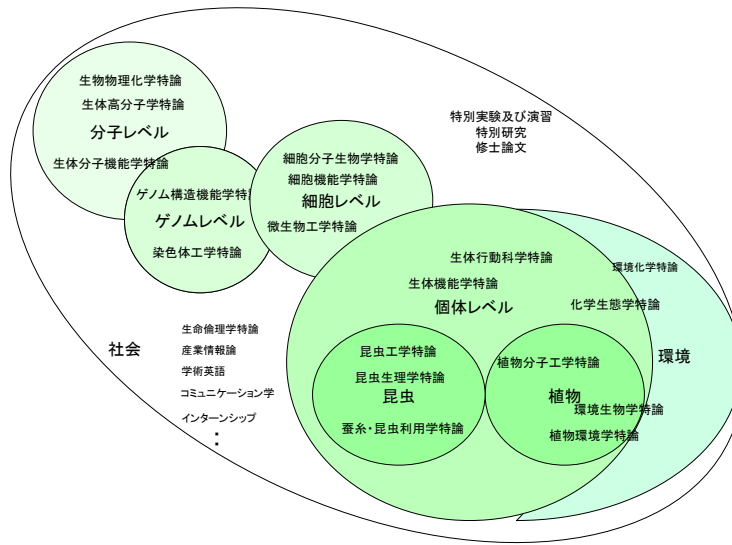 生物物理化学特論
生体高分子学特論
分子レベル
生体分子機能学特論
ゲノム構造機能学特論
ゲノムレベル
染色体工学特論
細胞分子生物学特論
細胞機能学特論
細胞レベル
微生物工学特論
特別実験及び演習
特別研究
修士論文
生体行動科学特論
生体機能学特論
個体レベル
環境化学特論
化学生態学特論
環境
社会
生命倫理学特論
産業情報論
学術英語
コミュニケーション学
インターンシップ
:
昆虫工学特論
昆虫生理学特論
昆虫
蚕糸・昆虫利用学特論
植物分子工学特論
植物
環境生物学特論
植物環境学特論